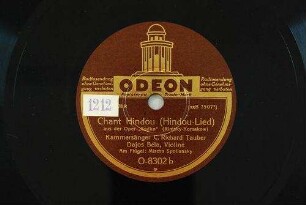 ODEON
1212
Chant Hindou (Hindou-Lied)
aus der Oper „Sadko" (Rimsky-Korsakow)
Kammersänger C. Richard Tauber
Dajos Béla, Violine
Am Flügel: Mischa Spoliansky
O-8302 b